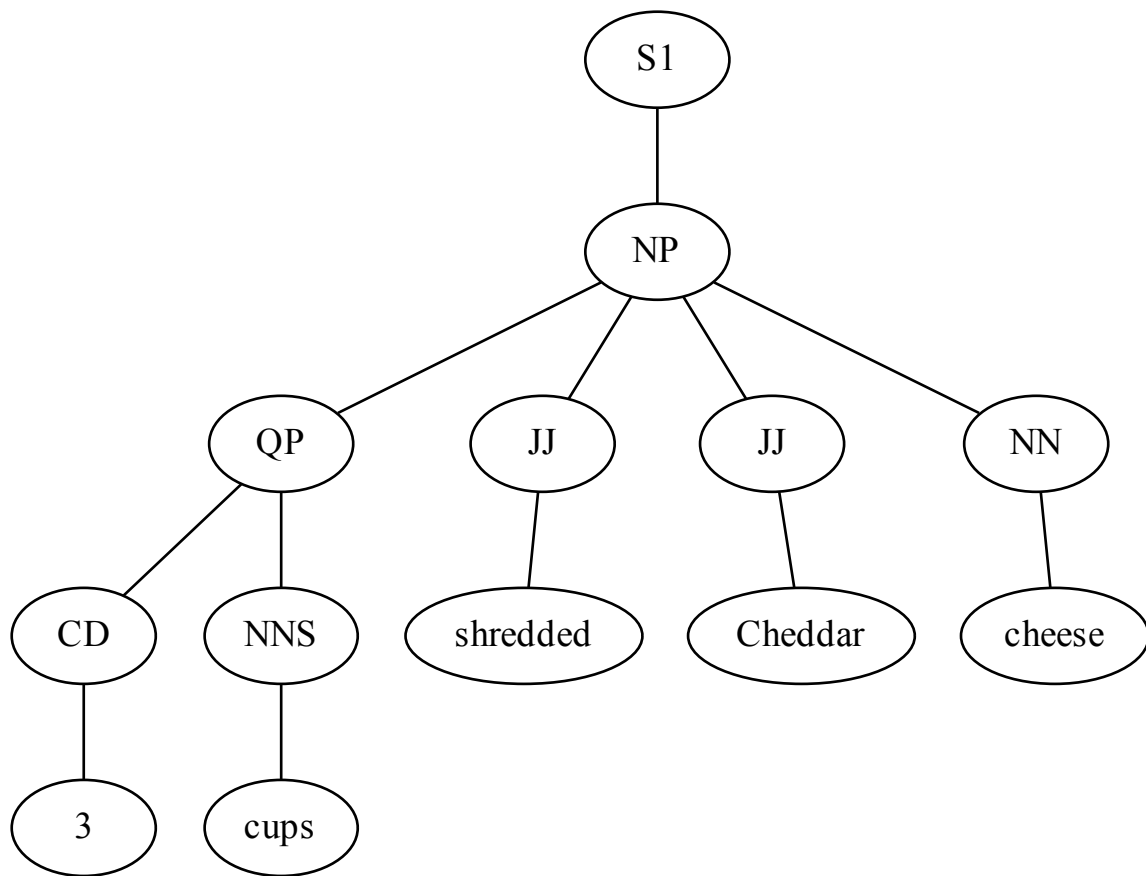 S1
NP
QP JJ JJ NN
CD NNS shredded Cheddar cheese
3 cups